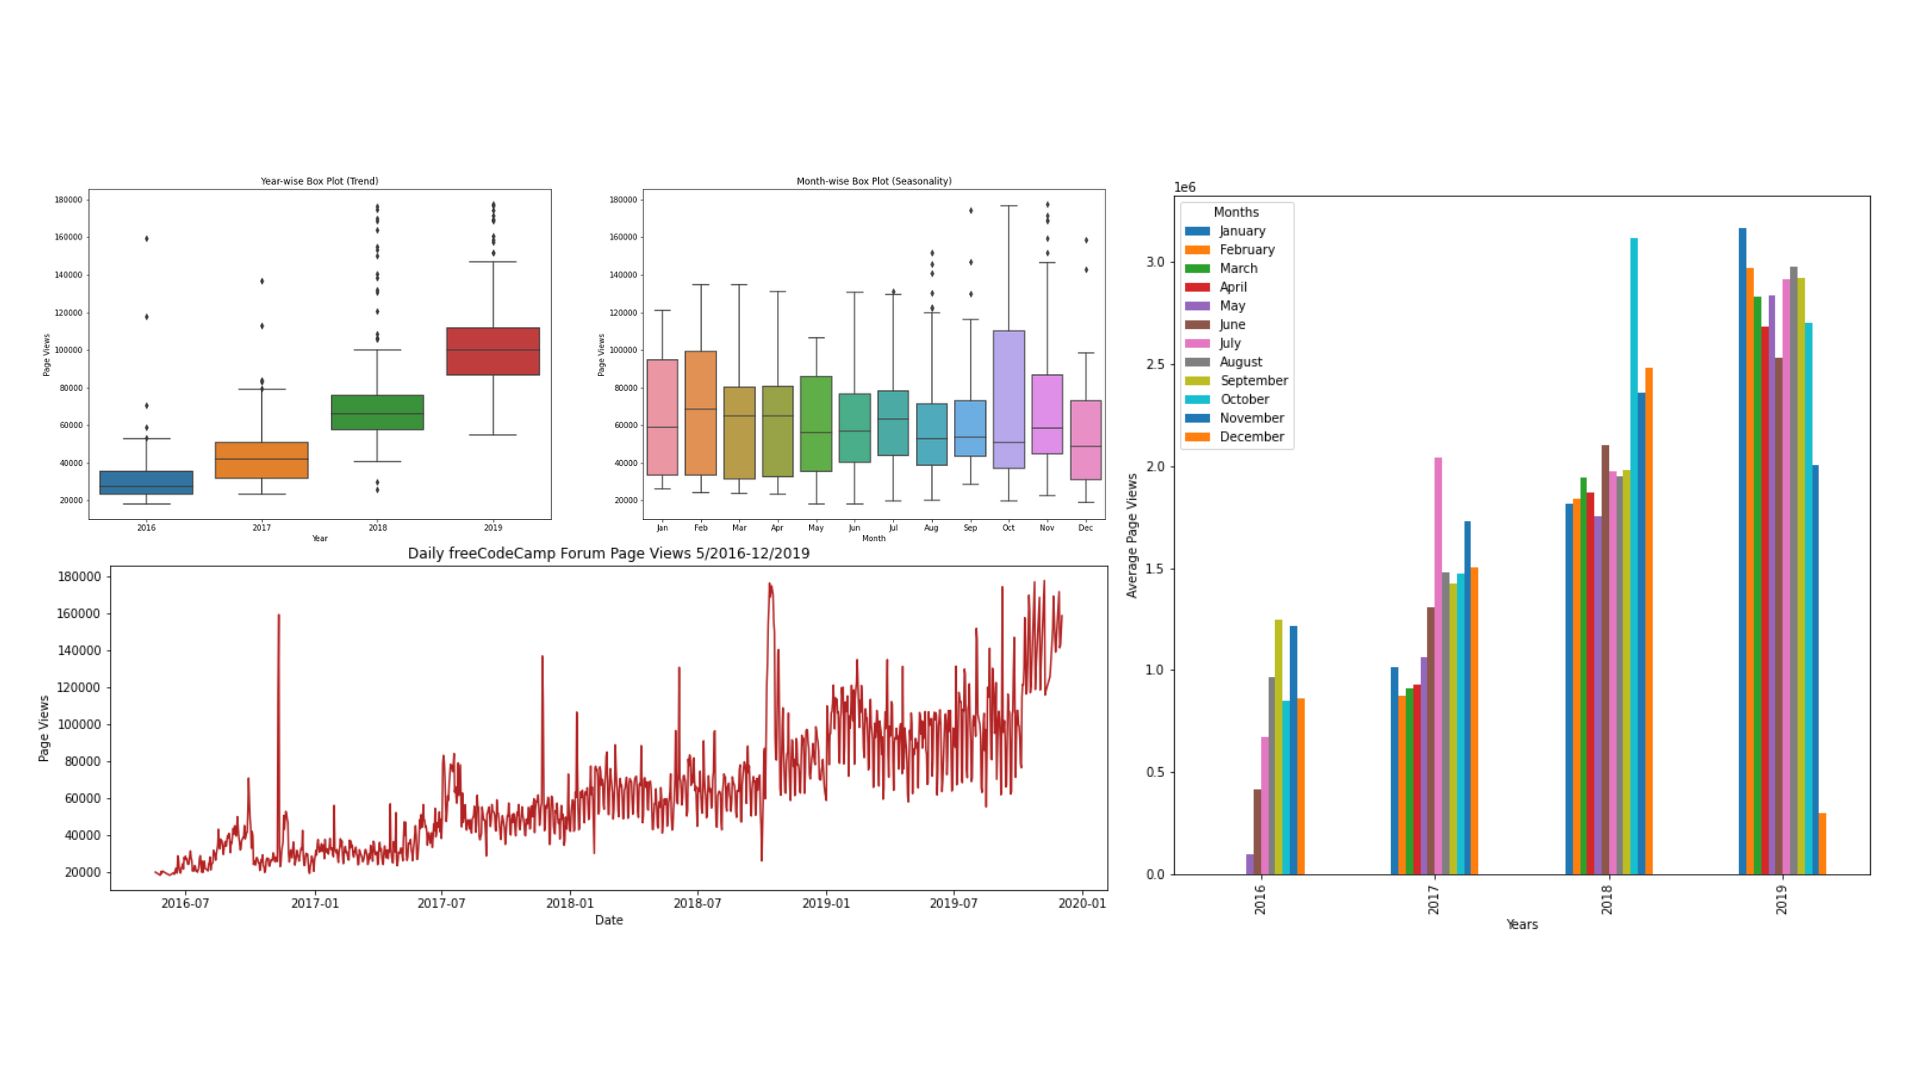 Year-wise Box Plot (Trend)
180000
160000
140000
120000
100000
80000
60000
40000
20000
Page Views
2016 2017 2018 2019
Year
Month-wise Box Plot (Seasonality)
180000
160000
140000
120000
100000
80000
60000
40000
20000
Page Views
Jan Feb Mar Apr May Jun Jul Aug Sep Oct Nov Dec
Month
Daily freeCodeCamp Forum Page Views 5/2016-12/2019
180000
160000
140000
120000
100000
80000
60000
40000
20000
Page Views
2016-07 2017-01 2017-07 2018-01 2018-07 2019-01 2019-07 2020-01
Date
1e6
Months
January
February
March
April
May
June
July
August
September
October
November
December
3.0
2.5
2.0
1.5
1.0
0.5
0.0
Average Page Views
2016 2017 2018 2019
Years